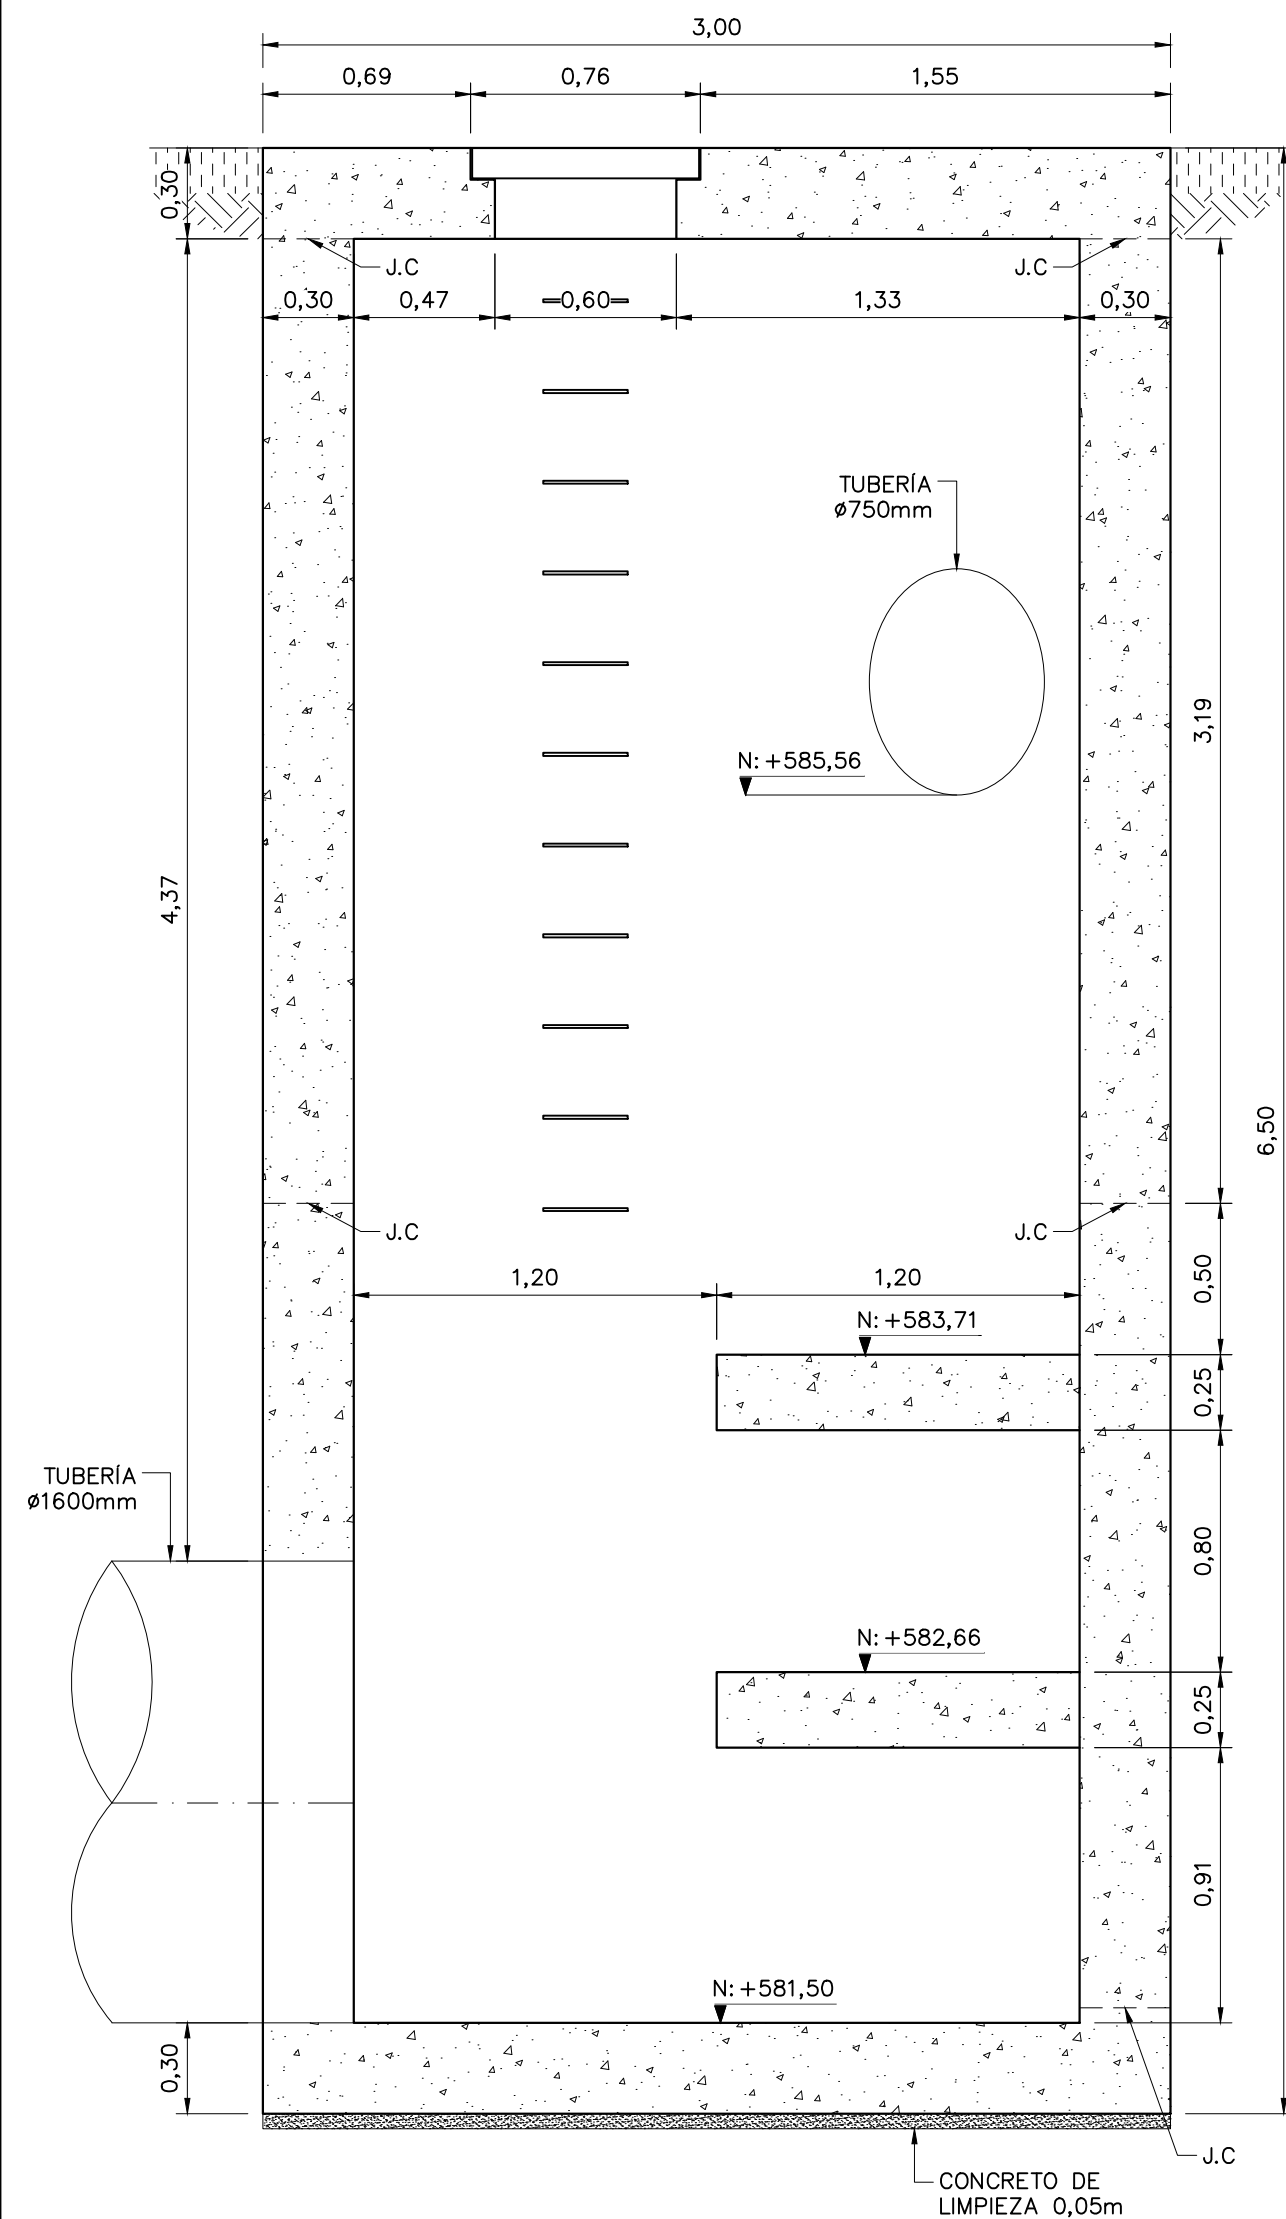 3,00
0,69
0,76
1,55
0,30
J.C
J.C
0,30
0,47
0,60
1,33
0,30
TUBERÍA
ø750mm
3,19
N: +585,56
4,37
6,50
J.C
J.C
1,20
1,20
0,50
N: +583,71
0,25
TUBERÍA
ø1600mm
0,80
N: +582,66
0,25
0,91
N: +581,50
0,30
J.C
CONCRETO DE
LIMPIEZA 0,05m